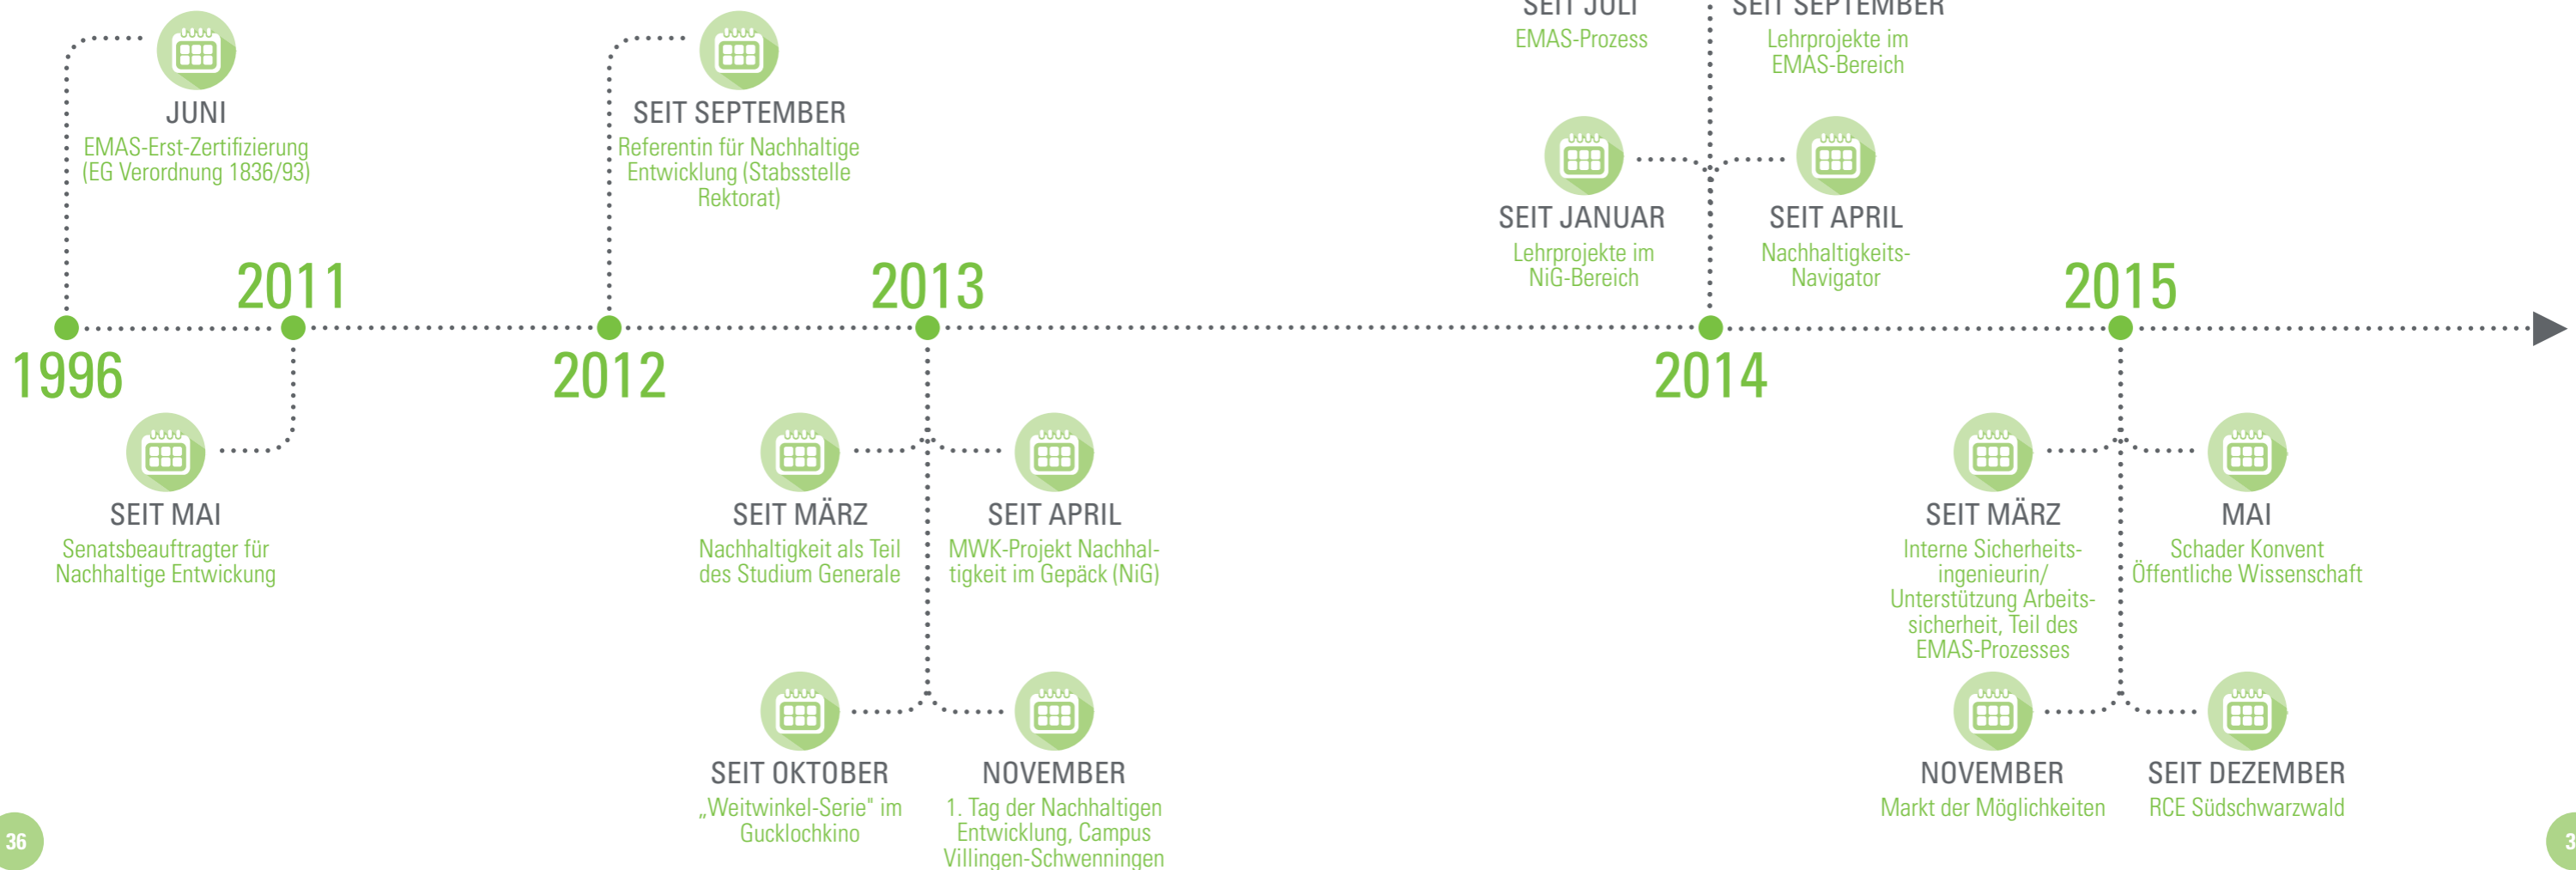 JUNI
EMAS-Erst-Zertifizierung
(EG Verordnung 1836/93)
1996
2011
SEIT MAI
Senatsbeauftragter für
Nachhaltige Entwickung
SEIT SEPTEMBER
Referentin für Nachhaltige
Entwicklung (Stabsstelle
Rektorat)
2012
2013
SEIT MÄRZ
Nachhaltigkeit als Teil
des Studium Generale
SEIT APRIL
MWK-Projekt Nachhal-
tigkeit im Gepäck (NiG)
SEIT OKTOBER
„Weitwinkel-Serie" im
Gucklochkino
NOVEMBER
1. Tag der Nachhaltigen
Entwicklung, Campus
Villingen-Schwenningen
SEIT JULI
EMAS-Prozess
SEIT SEPTEMBER
Lehrprojekte im
EMAS-Bereich
SEIT JANUAR
Lehrprojekte im
NiG-Bereich
SEIT APRIL
Nachhaltigkeits-
Navigator
2014
2015
SEIT MÄRZ
Interne Sicherheits-
ingenieurin/
Unterstützung Arbeits-
sicherheit, Teil des
EMAS-Prozesses
MAI
Schader Konvent
Öffentliche Wissenschaft
NOVEMBER
Markt der Möglichkeiten
SEIT DEZEMBER
RCE Südschwarzwald
36
3